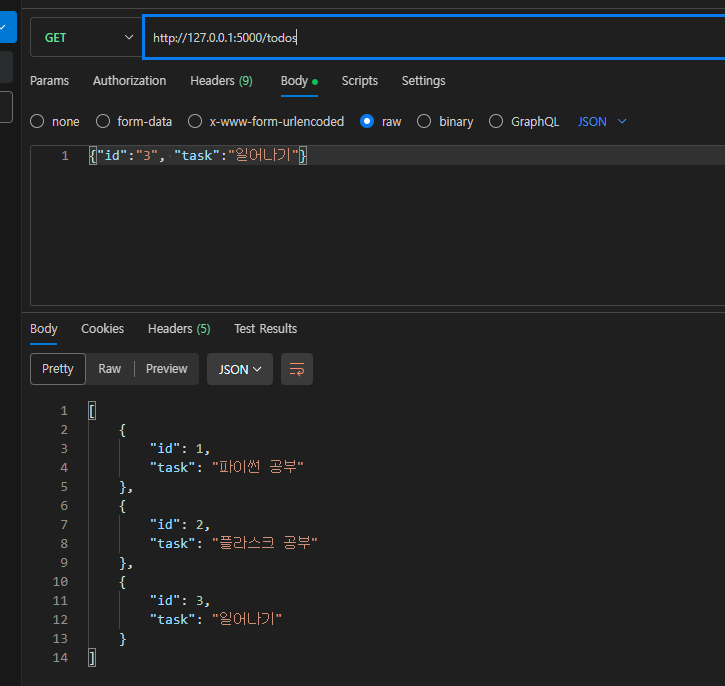 GET http://127.0.0.1:5000/todos
Params Authorization Headers (9) Body Scripts Settings
none form-data x-www-form-urlencoded raw binary GraphQL JSON
1 {"id":"3", "task":"일어나기"}
Body Cookies Headers (5) Test Results
Pretty Raw Preview JSON
1 [
2 {
3 "id": 1,
4 "task": "파이썬 공부"
5 },
6 {
7 "id": 2,
8 "task": "플라스크 공부"
9 },
10 {
11 "id": 3,
12 "task": "일어나기"
13 }
14 ]